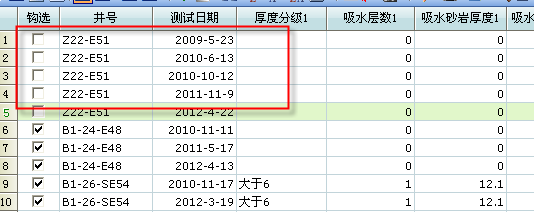 钩选 井号 测试日期 厚度分级1 吸水层数1 吸水砂岩厚度1 吸水
1 Z22-E51 2009-5-23 0 0
2 Z22-E51 2010-6-13 0 0
3 Z22-E51 2010-10-12 0 0
4 Z22-E51 2011-11-9 0 0
5 Z22-E51 2012-4-22 0 0
6 B1-24-E48 2010-11-11 0 0
7 B1-24-E48 2011-5-17 0 0
8 B1-24-E48 2012-4-13 0 0
9 B1-26-SE54 2010-11-17 大于6 1 12.1
10 B1-26-SE54 2012-3-19 大于6 1 12.1